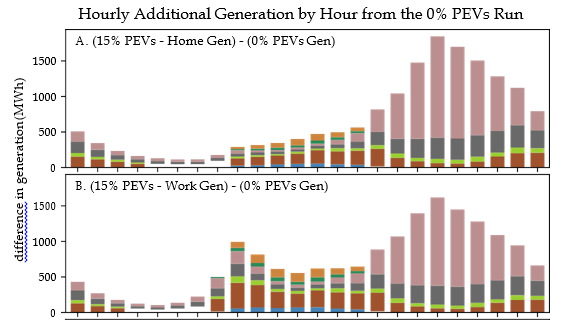 Hourly Additional Generation by Hour from the 0% PEVs Run
A. (15% PEVs - Home Gen) - (0% PEVs Gen)
1500
1000
500
0
difference in generation(MWh)
B. (15% PEVs - Work Gen) - (0% PEVs Gen)
1500
1000
500
0